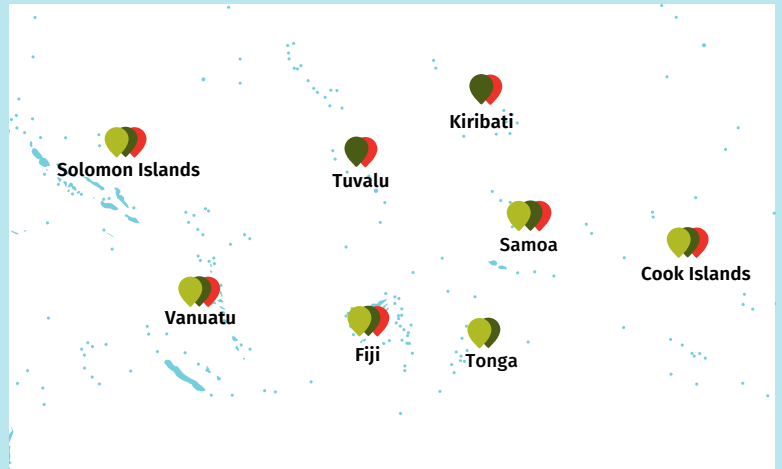 Kiribati
Solomon Islands
Tuvalu
Samoa
Cook Islands
Vanuatu
Fiji
Tonga